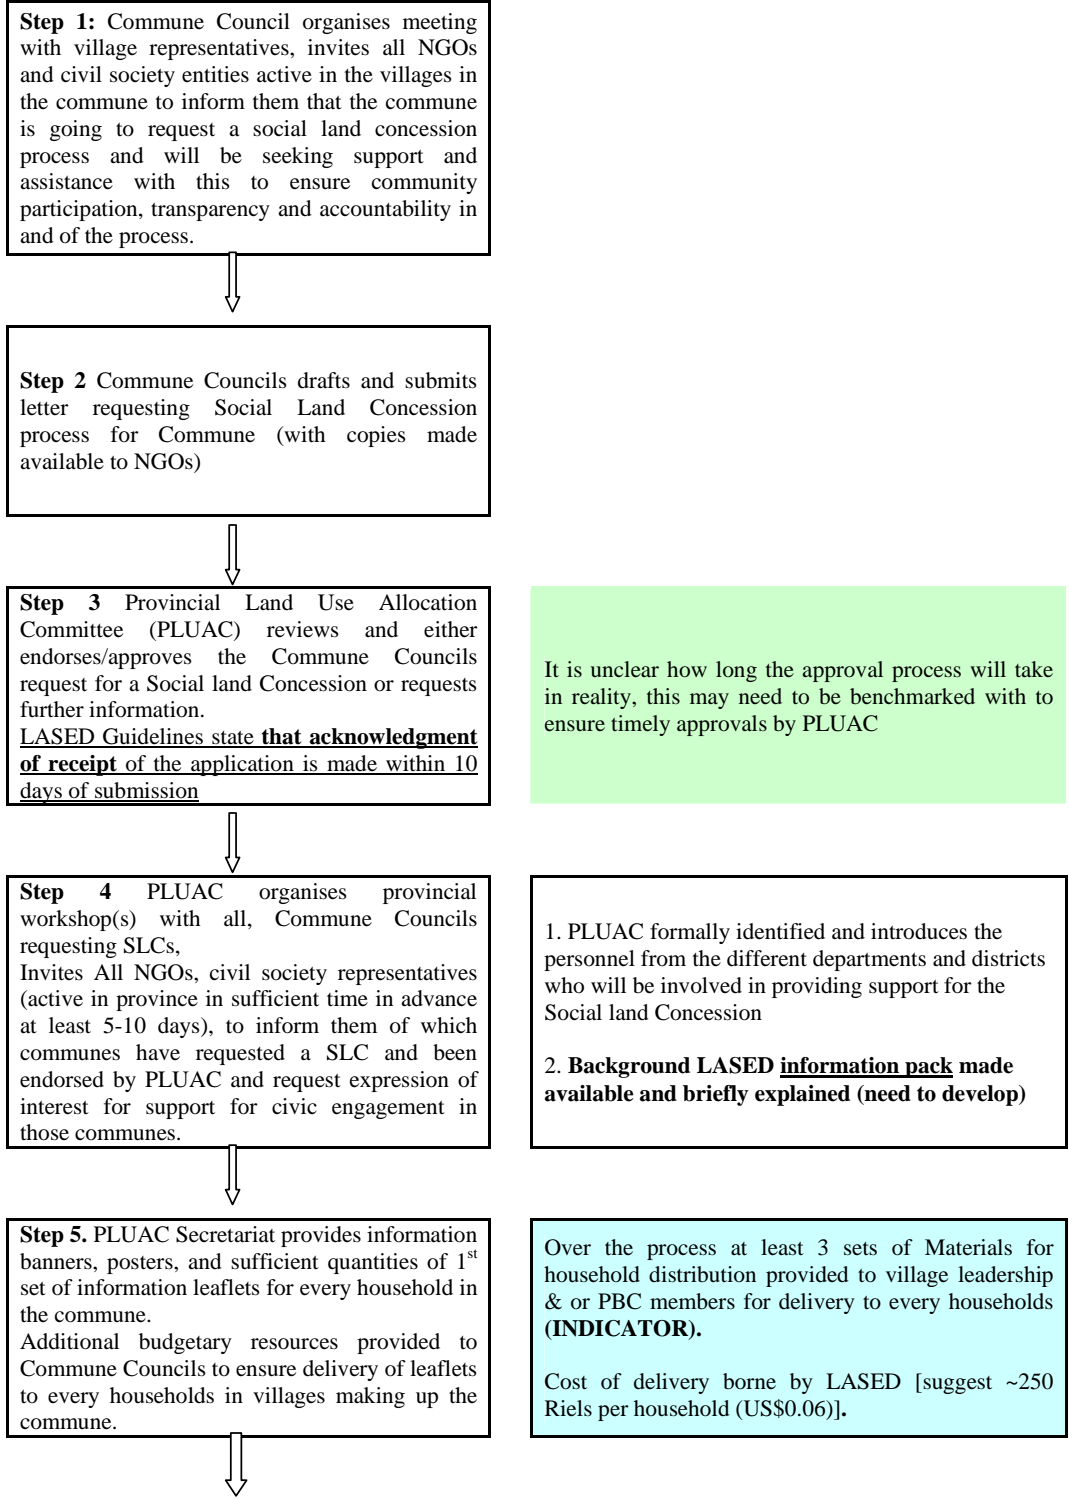 Step 1: Commune Council organises meeting
with village representatives, invites all NGOs
and civil society entities active in the villages in
the commune to inform them that the commune
is going to request a social land concession
process and will be seeking support and
assistance with this to ensure community
participation, transparency and accountability in
and of the process.
Step 2 Commune Councils drafts and submits
letter requesting Social Land Concession
process for Commune (with copies made
available to NGOs)
Step 3 Provincial Land Use Allocation
Committee (PLUAC) reviews and either
endorses/approves the Commune Councils
request for a Social land Concession or requests
further information.
LASED Guidelines state that acknowledgment
of receipt of the application is made within 10
days of submission
It is unclear how long the approval process will take
in reality, this may need to be benchmarked with to
ensure timely approvals by PLUAC
Step 4 PLUAC organises provincial
workshop(s) with all, Commune Councils
requesting SLCs,
Invites All NGOs, civil society representatives
(active in province in sufficient time in advance
at least 5-10 days), to inform them of which
communes have requested a SLC and been
endorsed by PLUAC and request expression of
interest for support for civic engagement in
those communes.
1. PLUAC formally identified and introduces the
personnel from the different departments and districts
who will be involved in providing support for the
Social land Concession
2. Background LASED information pack made
available and briefly explained (need to develop)
Step 5. PLUAC Secretariat provides information
banners, posters, and sufficient quantities of 1st
set of information leaflets for every household in
the commune.
Additional budgetary resources provided to
Commune Councils to ensure delivery of leaflets
to every households in villages making up the
commune.
Over the process at least 3 sets of Materials for
household distribution provided to village leadership
& or PBC members for delivery to every households
(INDICATOR).
Cost of delivery borne by LASED [suggest ~250
Riels per household (US$0.06)].